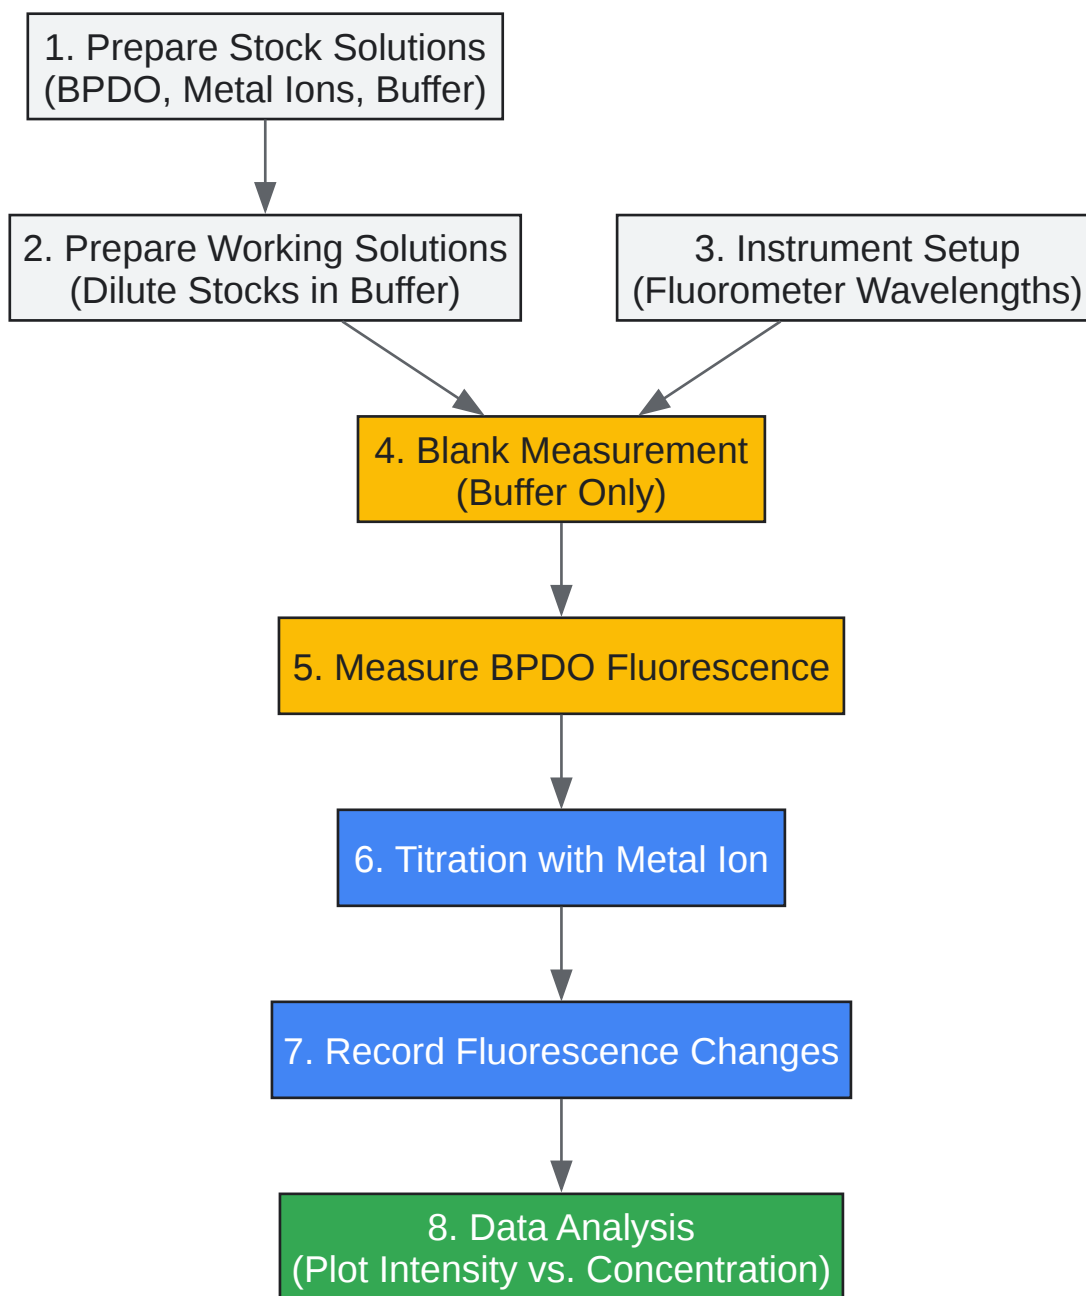 1. Prepare Stock Solutions
(BPDO, Metal Ions, Buffer)
2. Prepare Working Solutions
(Dilute Stocks in Buffer)
3. Instrument Setup
(Fluorometer Wavelengths)
4. Blank Measurement
(Buffer Only)
5. Measure BPDO Fluorescence
6. Titration with Metal Ion
7. Record Fluorescence Changes
8. Data Analysis
(Plot Intensity vs. Concentration)